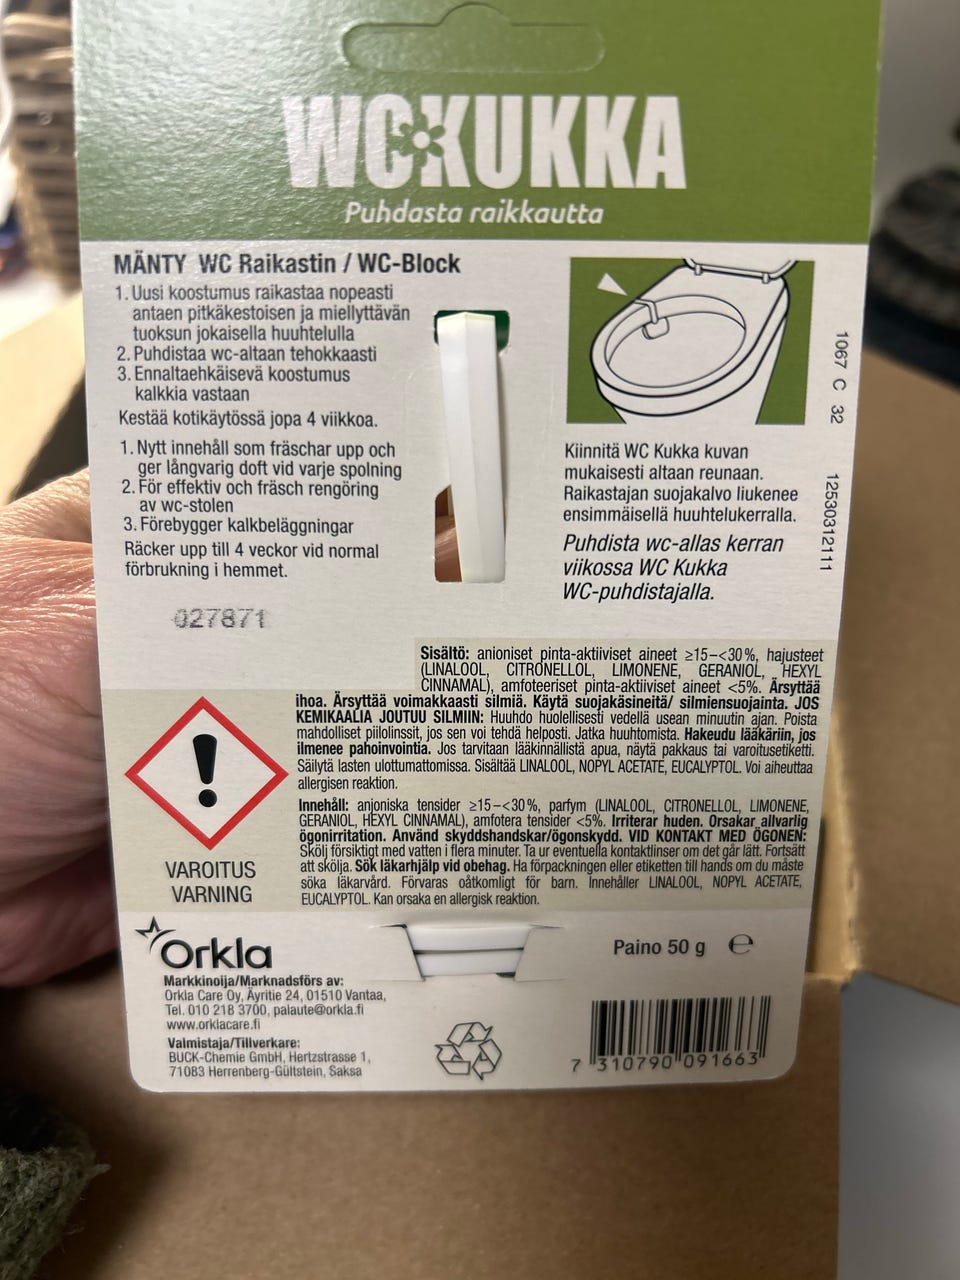 WC KUKKA
Puhdasta raikkautta
MÄNTY WC Raikastin / WC-Block
1. Uusi koostumus raikastaa nopeasti
antaen pitkäkestoisen ja miellyttävän
tuoksun jokaisella huuhtelulla
2. Puhdistaa wc-altaan tehokkaasti
3. Ennaltaehkäisevä koostumus
kalkkia vastaan
Kestää kotikäytössä jopa 4 viikkoa.
1. Nytt innehåll som fräschar upp och
ger långvarig doft vid varje spolning
2. För effektiv och fräsch rengöring
av wc-stolen
3. Förebygger kalkbeläggningar
Räcker upp till 4 veckor vid normal
förbrukning i hemmet.
027871
Kiinnitä WC Kukka kuvan
mukaisesti altaan reunaan.
Raikastajan suojakalvo liukenee
ensimmäisellä huuhtelukerralla.
Puhdista wc-allas kerran
viikossa WC Kukka
WC-puhdistajalla.
1067 C 32
12530312111
Sisältö: anioniset pinta-aktiiviset aineet ≥15–<30%, hajusteet
(LINALOOL, CITRONELLOL, LIMONENE, GERANIOL, HEXYL
CINNAMAL), amfoteeriset pinta-aktiiviset aineet <5%. Ärsyttää
ihoa. Ärsyttää voimakkaasti silmiä. Käytä suojakäsineitä/ silmiensuojainta. JOS
KEMIKAALIA JOUTUU SILMIIN: Huuhdo huolellisesti vedellä usean minuutin ajan. Poista
mahdolliset piilolinssit, jos sen voi tehdä helposti. Jatka huuhtomista. Hakeudu lääkäriin, jos
ilmenee pahoinvointia. Jos tarvitaan lääkinnällistä apua, näytä pakkaus tai varoitusetiketti.
Säilytä lasten ulottumattomissa. Sisältää LINALOOL, NOPYL ACETATE, EUCALYPTOL. Voi aiheuttaa
allergisen reaktion.
Innehåll: anjoniska tensider ≥15–<30%, parfym (LINALOOL, CITRONELLOL, LIMONENE,
GERANIOL, HEXYL CINNAMAL), amfotera tensider <5%. Irriterar huden. Orsakar allvarlig
ögonirritation. Använd skyddshandskar/ögonskydd. VID KONTAKT MED ÖGONEN:
Skölj försiktigt med vatten i flera minuter. Ta ur eventuella kontaktlinser om det går lätt. Fortsätt
att skölja. Sök läkarhjälp vid obehag. Ha förpackningen eller etiketten till hands om du måste
söka läkarvård. Förvaras oåtkomligt för barn. Innehåller LINALOOL, NOPYL ACETATE,
EUCALYPTOL. Kan orsaka en allergisk reaktion.
VAROITUS
VARNING
Orkla
Markkinoija/Marknadsförs av:
Orkla Care Oy, Äyritie 24, 01510 Vantaa,
Tel. 010 218 3700, palaute@orkla.fi
www.orklacare.fi
Valmistaja/Tillverkare:
BUCK-Chemie GmbH, Hertzstrasse 1,
71083 Herrenberg-Gültstein, Saksa
Paino 50 g ℮
7 310790 091663